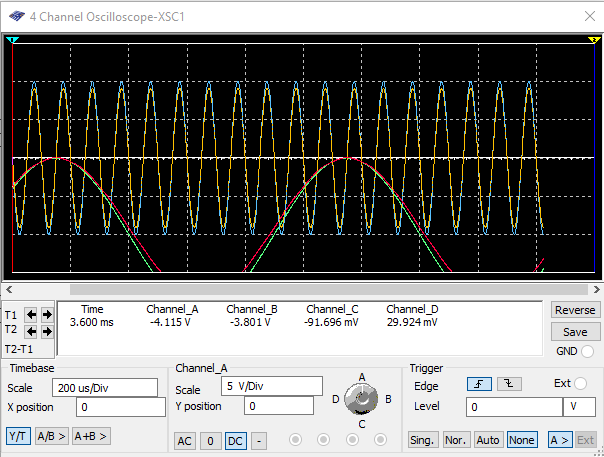 4 Channel Oscilloscope-XSC1
1
2
T1
T2
T2-T1
Time Channel_A Channel_B Channel_C Channel_D
3.600 ms -4.115 V -3.801 V -91.696 mV 29.924 mV
Reverse
Save
GND
Timebase
Scale 200 us/Div
X position 0
Y/T A/B > A+B >
Channel_A
Scale 5 V/Div
Y position 0
A
D B
C
AC 0 DC -
Trigger
Edge Ext
Level 0 V
Sing. Nor. Auto None A > Ext